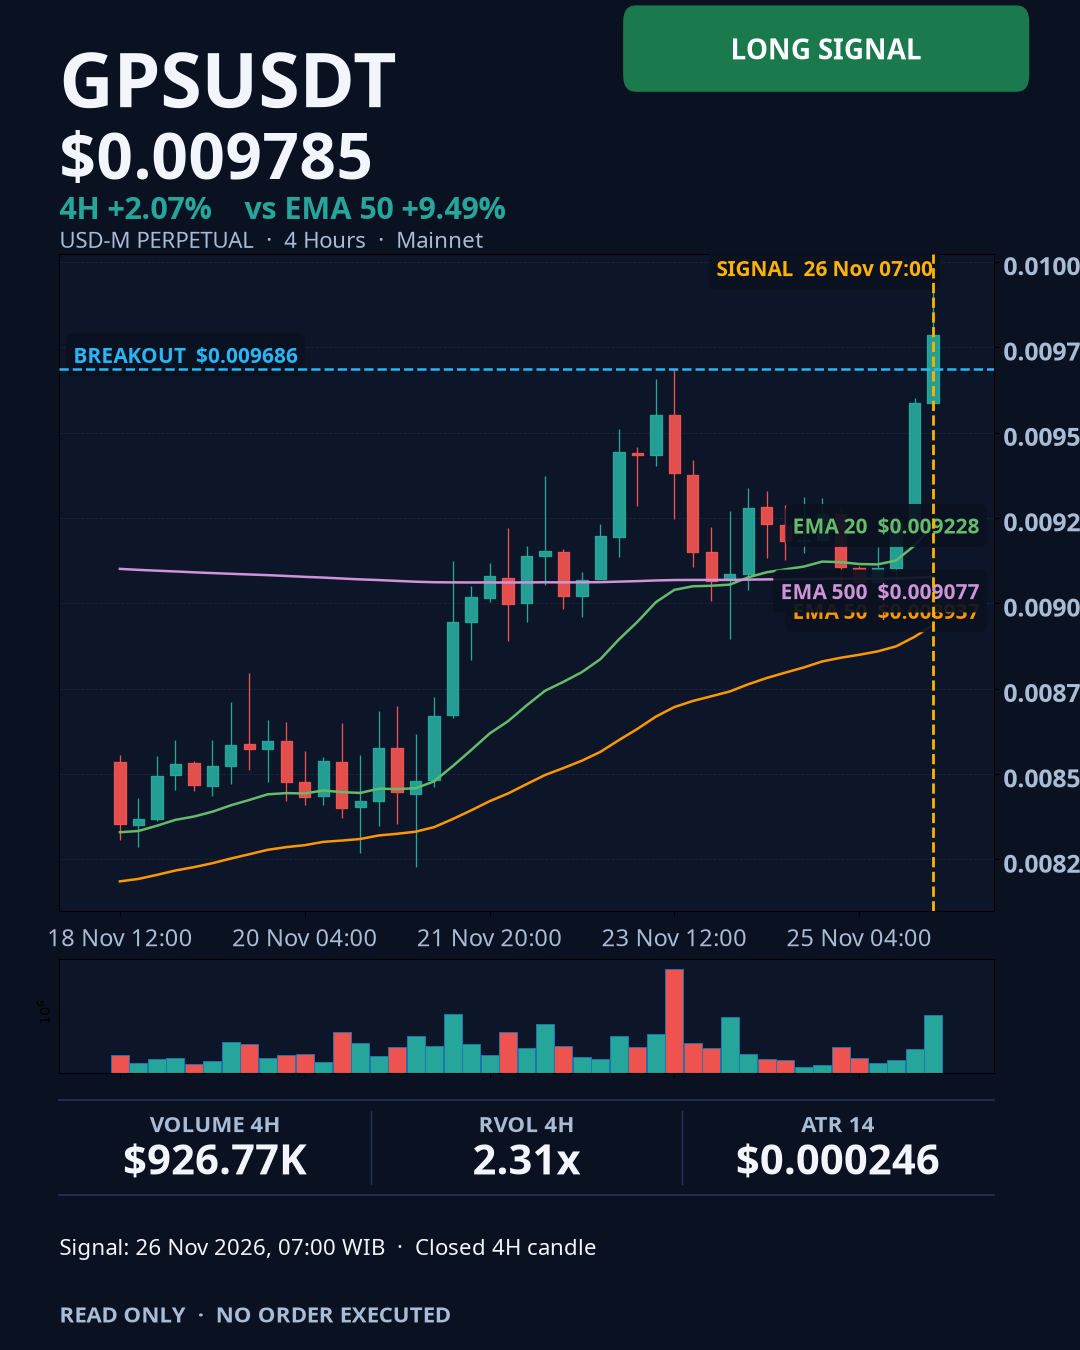 LONG SIGNAL
GPSUSDT
$0.009785
4H +2.07% vs EMA 50 +9.49%
USD-M PERPETUAL · 4 Hours · Mainnet
SIGNAL 26 Nov 07:00
0.0100
BREAKOUT $0.009686
0.0097
0.0095
EMA 20 $0.009228
0.0092
EMA 500 $0.009077
EMA 50 $0.008937
0.0090
0.0087
0.0085
0.0082
18 Nov 12:00 20 Nov 04:00 21 Nov 20:00 23 Nov 12:00 25 Nov 04:00
10⁶
VOLUME 4H RVOL 4H ATR 14
$926.77K 2.31x $0.000246
Signal: 26 Nov 2026, 07:00 WIB · Closed 4H candle
READ ONLY · NO ORDER EXECUTED